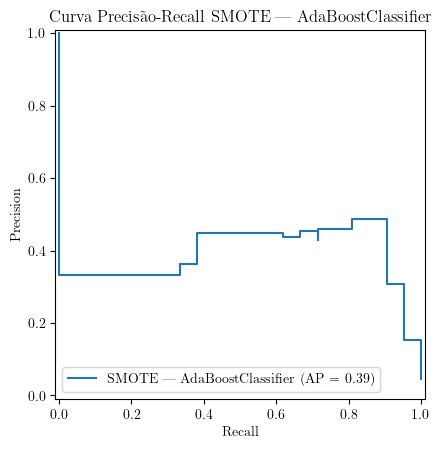 Curva Precisão-Recall SMOTE — AdaBoostClassifier
1.0
0.8
0.6
0.4
0.2
0.0
Precision
SMOTE — AdaBoostClassifier (AP = 0.39)
0.0 0.2 0.4 0.6 0.8 1.0
Recall